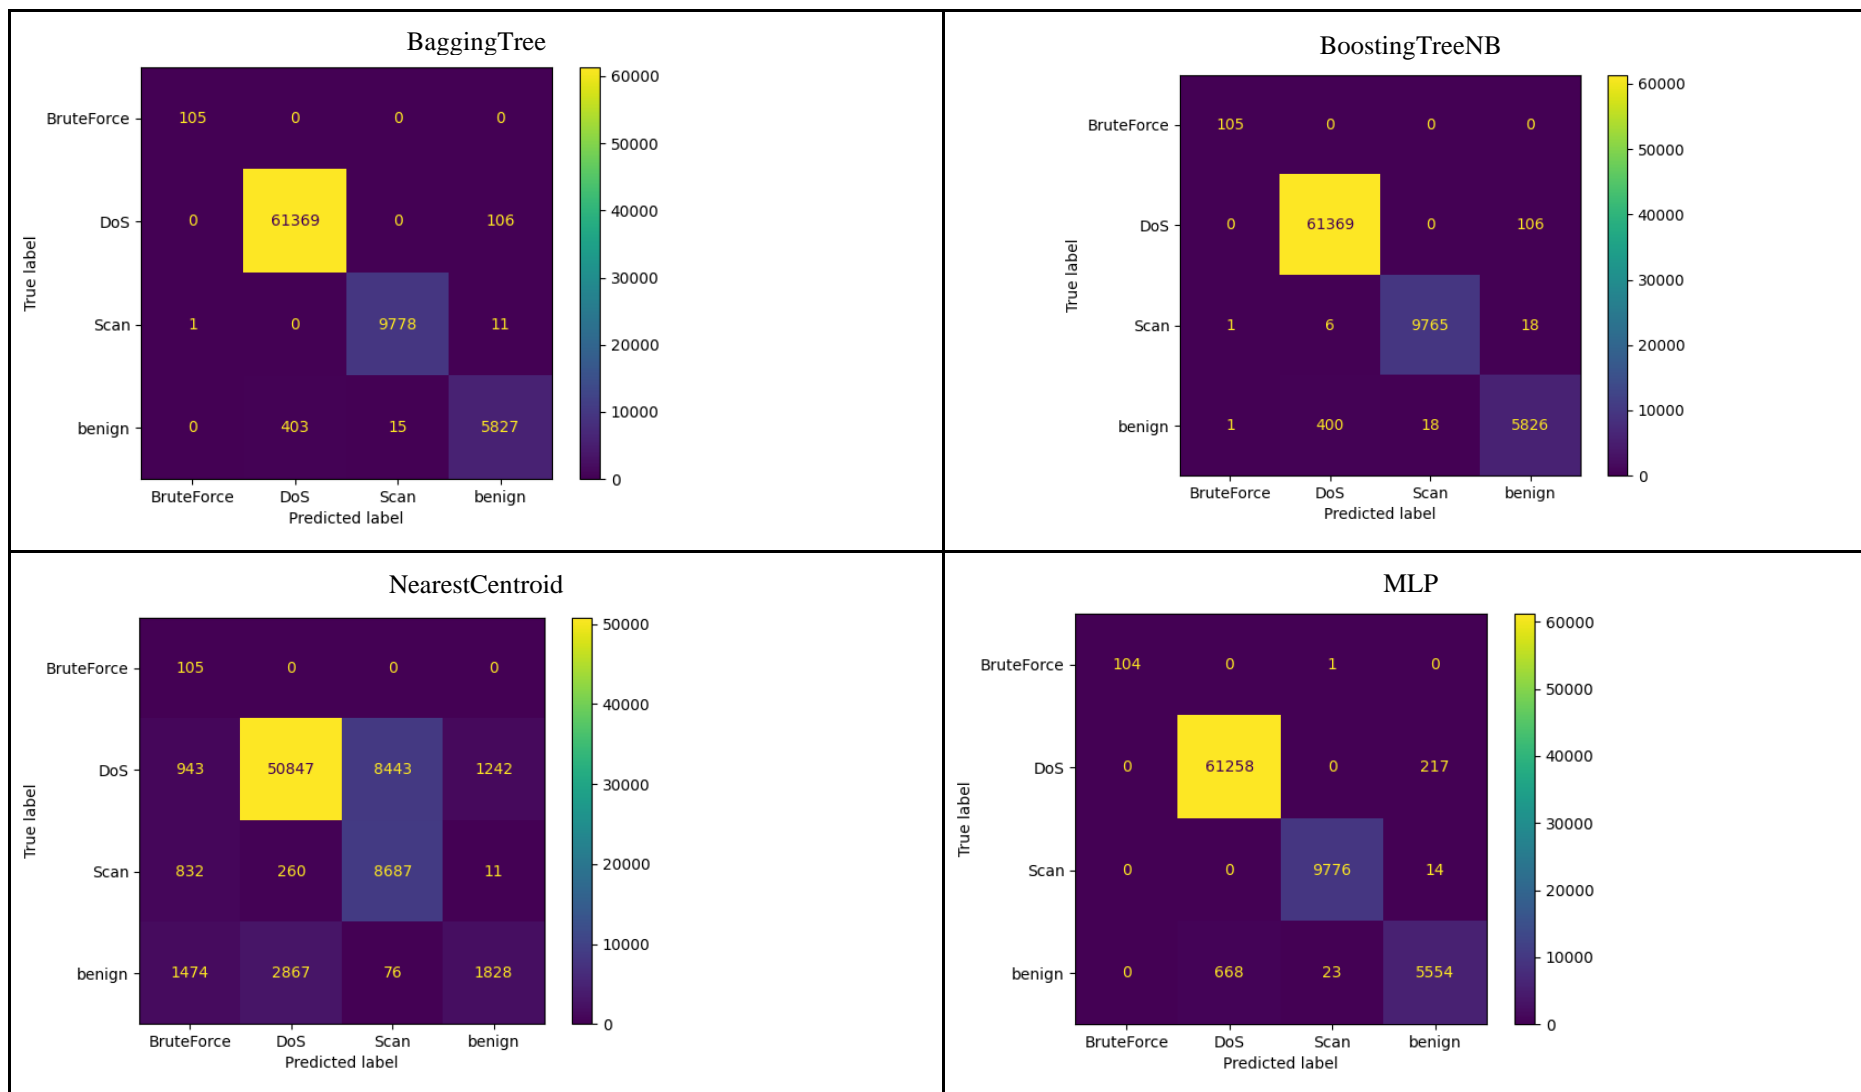 BaggingTree
60000
50000
40000
30000
20000
10000
0
True label
BruteForce 105 0 0 0
DoS 0 61369 0 106
Scan 1 0 9778 11
benign 0 403 15 5827
BruteForce DoS Scan benign
Predicted label
BoostingTreeNB
60000
50000
40000
30000
20000
10000
0
True label
BruteForce 105 0 0 0
DoS 0 61369 0 106
Scan 1 6 9765 18
benign 1 400 18 5826
BruteForce DoS Scan benign
Predicted label
NearestCentroid
50000
40000
30000
20000
10000
0
True label
BruteForce 105 0 0 0
DoS 943 50847 8443 1242
Scan 832 260 8687 11
benign 1474 2867 76 1828
BruteForce DoS Scan benign
Predicted label
MLP
60000
50000
40000
30000
20000
10000
0
True label
BruteForce 104 0 1 0
DoS 0 61258 0 217
Scan 0 0 9776 14
benign 0 668 23 5554
BruteForce DoS Scan benign
Predicted label